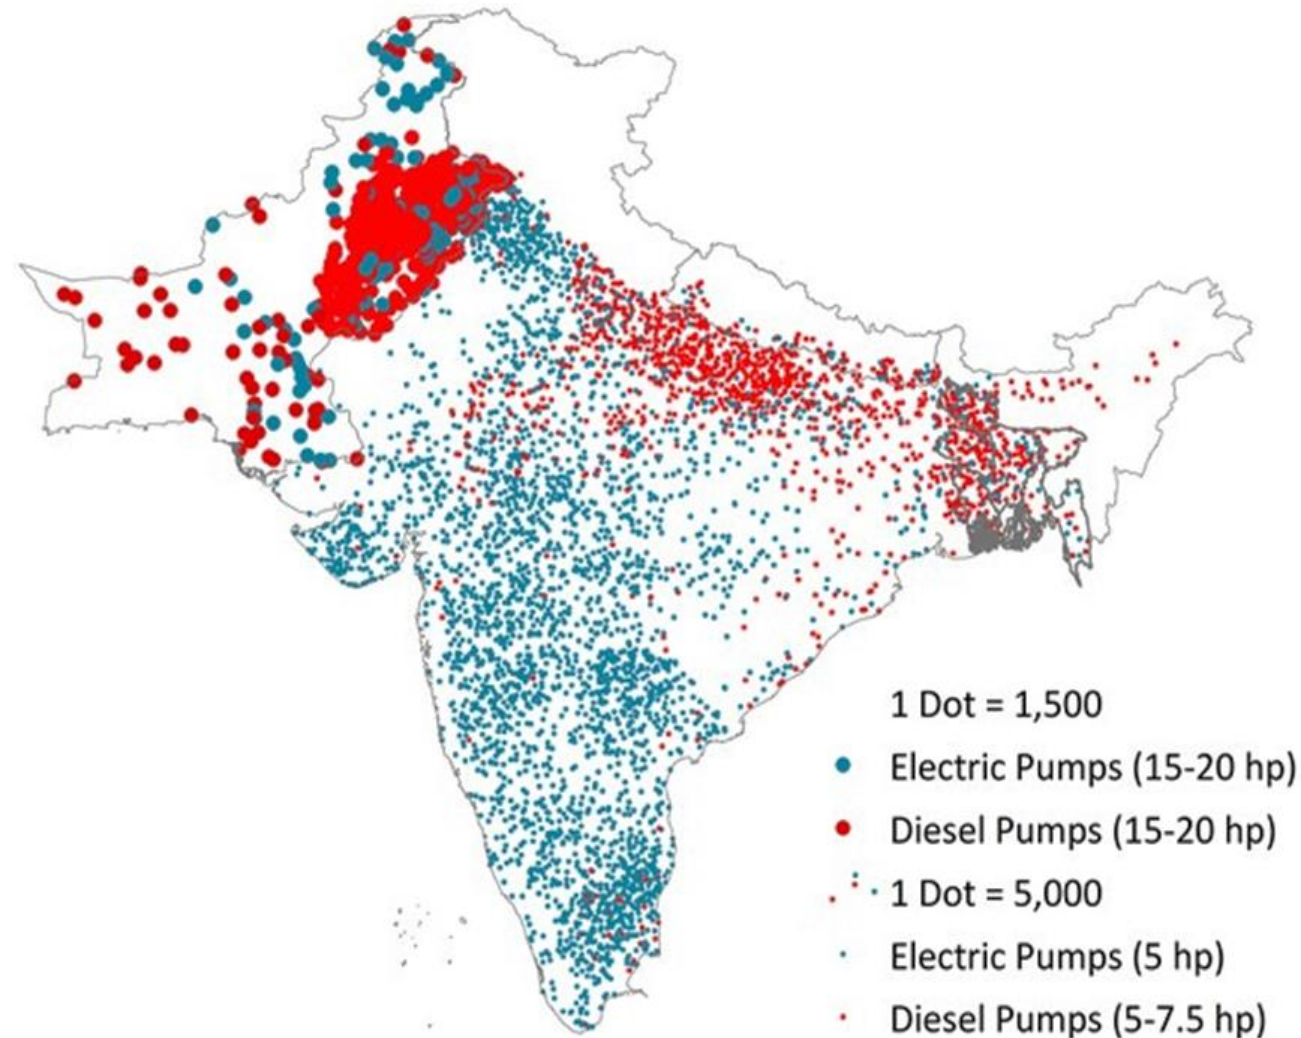 1 Dot = 1,500
Electric Pumps (15-20 hp)
Diesel Pumps (15-20 hp)
1 Dot = 5,000
Electric Pumps (5 hp)
Diesel Pumps (5-7.5 hp)